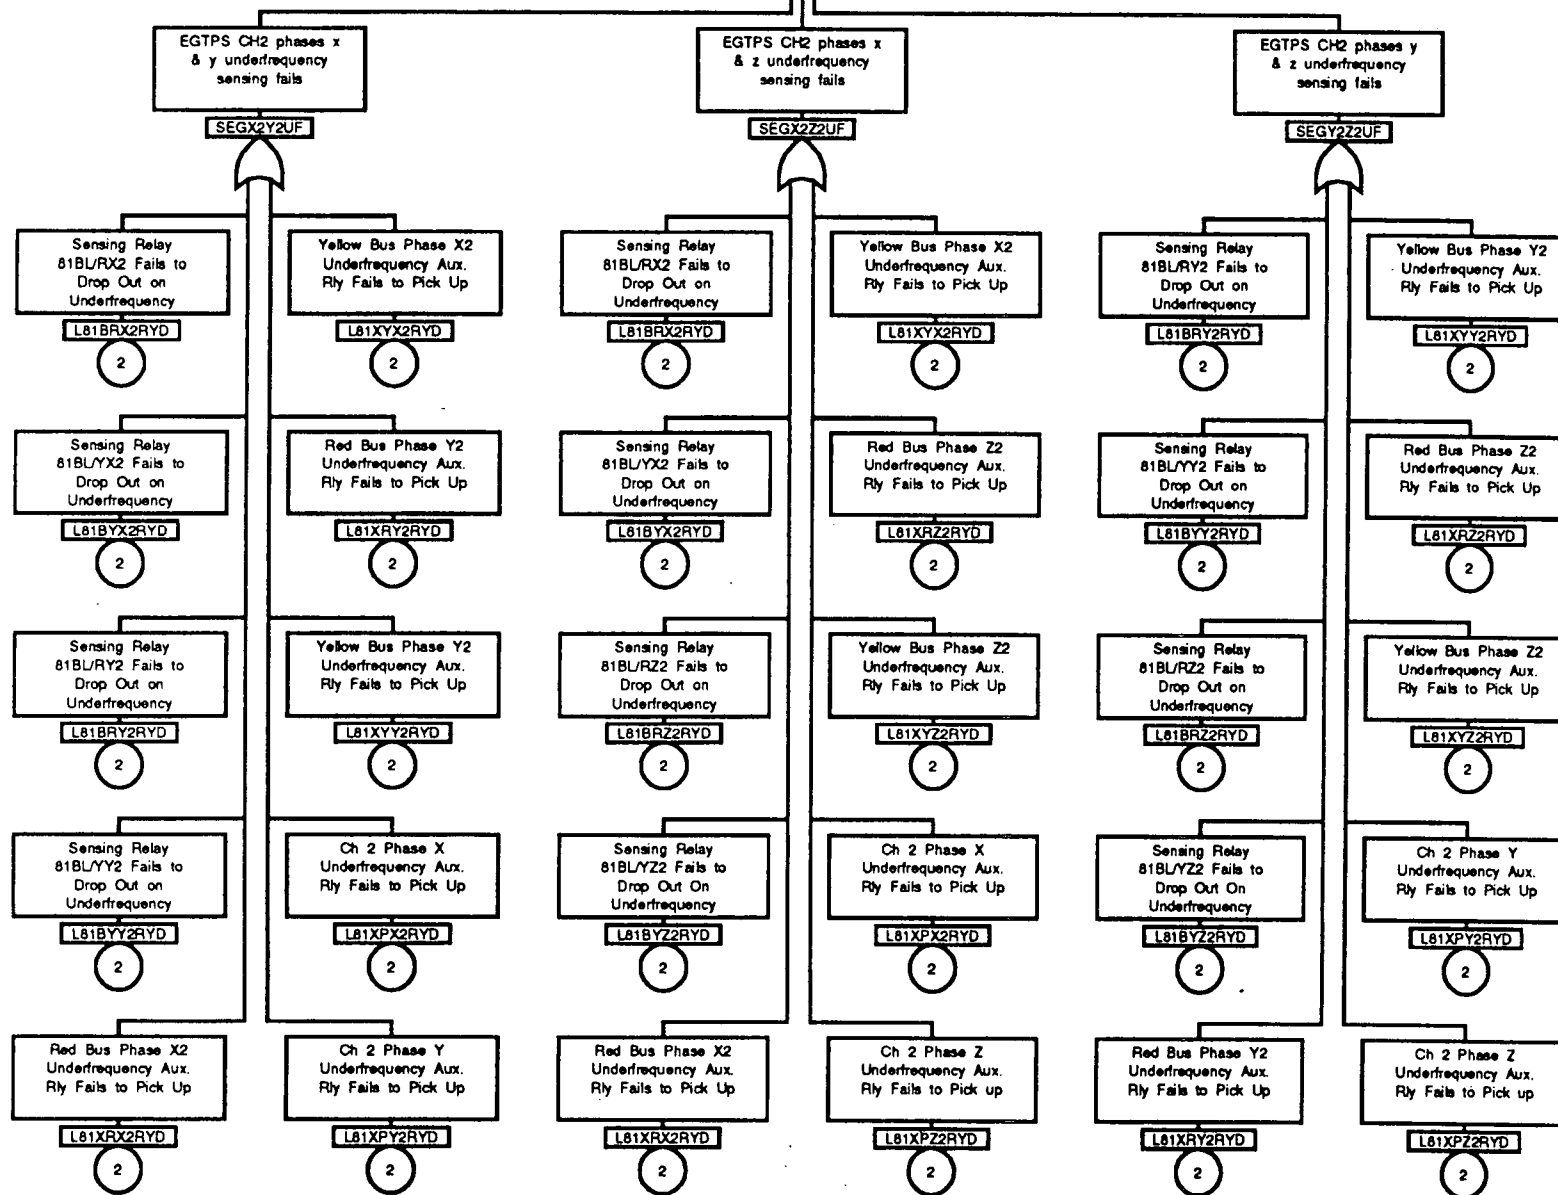 EGTPS CH2 phases x
& y underfrequency
sensing fails
SEGX2Y2UF
EGTPS CH2 phases x
& z underfrequency
sensing fails
SEGX2Z2UF
EGTPS CH2 phases y
& z underfrequency
sensing fails
SEGY2Z2UF
Sensing Relay
81BL/RX2 Fails to
Drop Out on
Underfrequency
L81BRX2RYD
2
Yellow Bus Phase X2
Underfrequency Aux.
Rly Fails to Pick Up
L81XYX2RYD
2
Sensing Relay
81BL/RX2 Fails to
Drop Out on
Underfrequency
L81BRX2RYD
2
Yellow Bus Phase X2
Underfrequency Aux.
Rly Fails to Pick Up
L81XYX2RYD
2
Sensing Relay
81BL/RY2 Fails to
Drop Out on
Underfrequency
L81BRY2RYD
2
Yellow Bus Phase Y2
Underfrequency Aux.
Rly Fails to Pick Up
L81XYY2RYD
2
Sensing Relay
81BL/YX2 Fails to
Drop Out on
Underfrequency
L81BYX2RYD
2
Red Bus Phase Y2
Underfrequency Aux.
Rly Fails to Pick Up
L81XRY2RYD
2
Sensing Relay
81BL/YX2 Fails to
Drop Out on
Underfrequency
L81BYX2RYD
2
Red Bus Phase Z2
Underfrequency Aux.
Rly Fails to Pick Up
L81XRZ2RYD
2
Sensing Relay
81BL/YY2 Fails to
Drop Out on
Underfrequency
L81BYY2RYD
2
Red Bus Phase Z2
Underfrequency Aux.
Rly Fails to Pick Up
L81XRZ2RYD
2
Sensing Relay
81BL/RY2 Fails to
Drop Out on
Underfrequency
L81BRY2RYD
2
Yellow Bus Phase Y2
Underfrequency Aux.
Rly Fails to Pick Up
L81XYY2RYD
2
Sensing Relay
81BL/RZ2 Fails to
Drop Out on
Underfrequency
L81BRZ2RYD
2
Yellow Bus Phase Z2
Underfrequency Aux.
Rly Fails to Pick Up
L81XYZ2RYD
2
Sensing Relay
81BL/RZ2 Fails to
Drop Out on
Underfrequency
L81BRZ2RYD
2
Yellow Bus Phase Z2
Underfrequency Aux.
Rly Fails to Pick Up
L81XYZ2RYD
2
Sensing Relay
81BL/YY2 Fails to
Drop Out on
Underfrequency
L81BYY2RYD
2
Ch 2 Phase X
Underfrequency Aux.
Rly Fails to Pick Up
L81XPX2RYD
2
Sensing Relay
81BL/YZ2 Fails to
Drop Out On
Underfrequency
L81BYZ2RYD
2
Ch 2 Phase X
Underfrequency Aux.
Rly Fails to Pick Up
L81XPX2RYD
2
Sensing Relay
81BL/YZ2 Fails to
Drop Out On
Underfrequency
L81BYZ2RYD
2
Ch 2 Phase Y
Underfrequency Aux.
Rly Fails to Pick Up
L81XPY2RYD
2
Red Bus Phase X2
Underfrequency Aux.
Rly Fails to Pick Up
L81XRX2RYD
2
Ch 2 Phase Y
Underfrequency Aux.
Rly Fails to Pick Up
L81XPY2RYD
2
Red Bus Phase X2
Underfrequency Aux.
Rly Fails to Pick Up
L81XRX2RYD
2
Ch 2 Phase Z
Underfrequency Aux.
Rly Fails to Pick up
L81XPZ2RYD
2
Red Bus Phase Y2
Underfrequency Aux.
Rly Fails to Pick Up
L81XRY2RYD
2
Ch 2 Phase Z
Underfrequency Aux.
Rly Fails to Pick up
L81XPZ2RYD
2